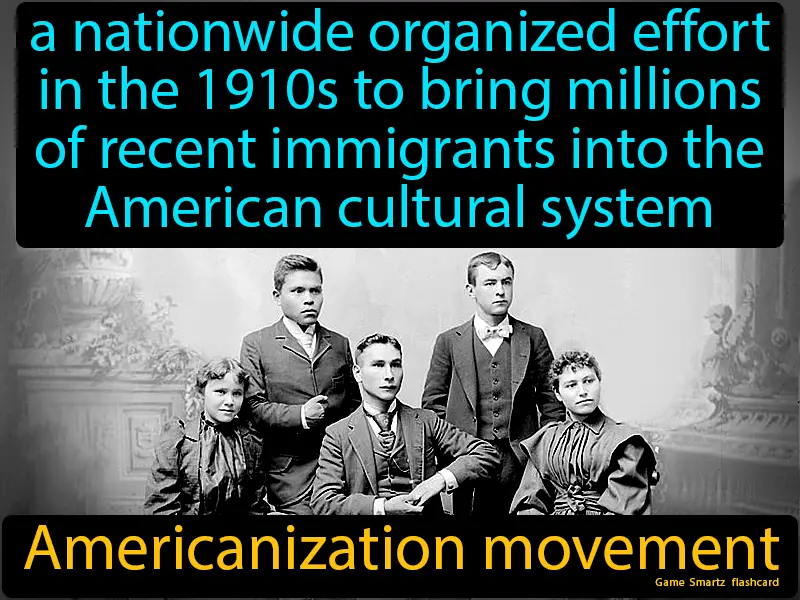 a nationwide organized effort
in the 1910s to bring millions
of recent immigrants into the
American cultural system
Americanization movement
Game Smartz flashcard